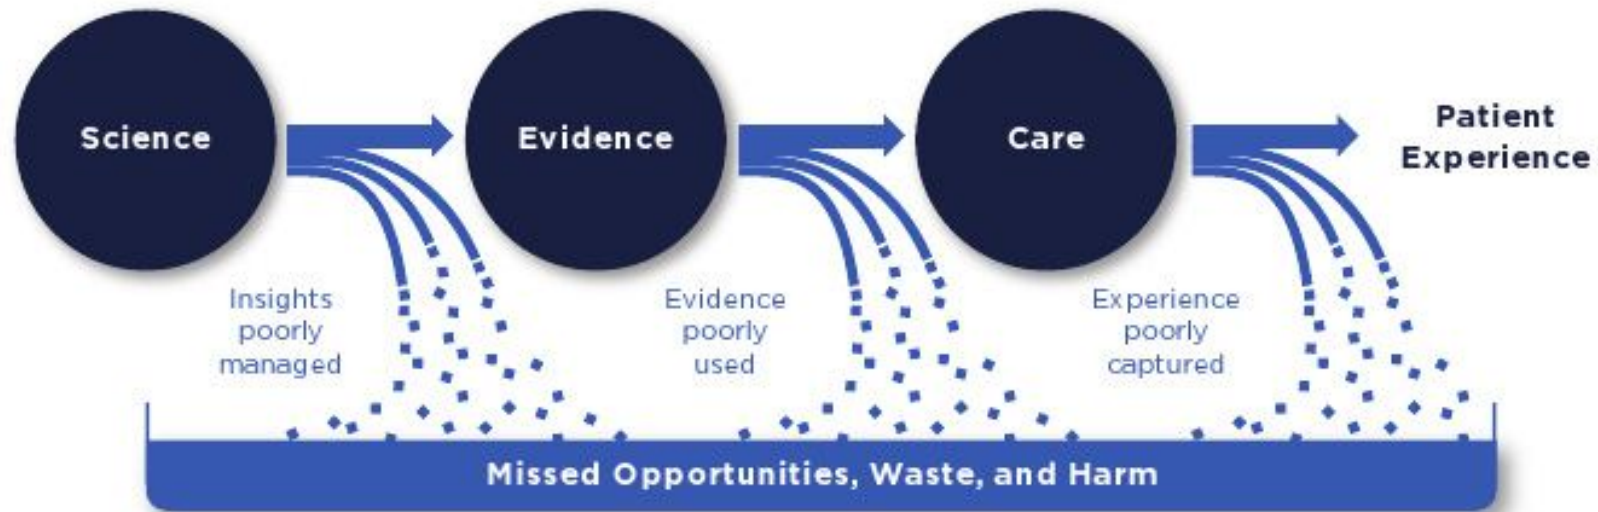 Science
Evidence
Care
Patient
Experience
Insights
poorly
managed
Evidence
poorly
used
Experience
poorly
captured
Missed Opportunities, Waste, and Harm